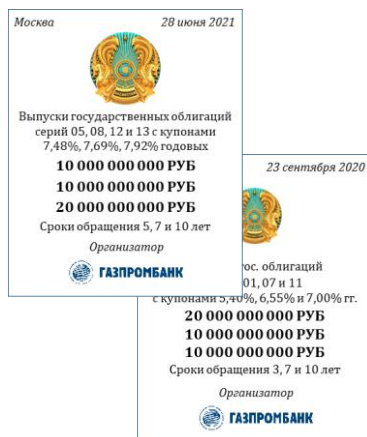 Москва 28 июня 2021
Выпуски государственных облигаций
серий 05, 08, 12 и 13 с купонами
7,48%, 7,69%, 7,92% годовых
10 000 000 000 РУБ
10 000 000 000 РУБ
20 000 000 000 РУБ
Сроки обращения 5, 7 и 10 лет
Организатор
ГАЗПРОМБАНК
23 сентября 2020
гос. облигаций
01, 07 и 11
с купонами 5,40%, 6,55% и 7,00% гг.
20 000 000 000 РУБ
10 000 000 000 РУБ
10 000 000 000 РУБ
Сроки обращения 3, 7 и 10 лет
Организатор
ГАЗПРОМБАНК